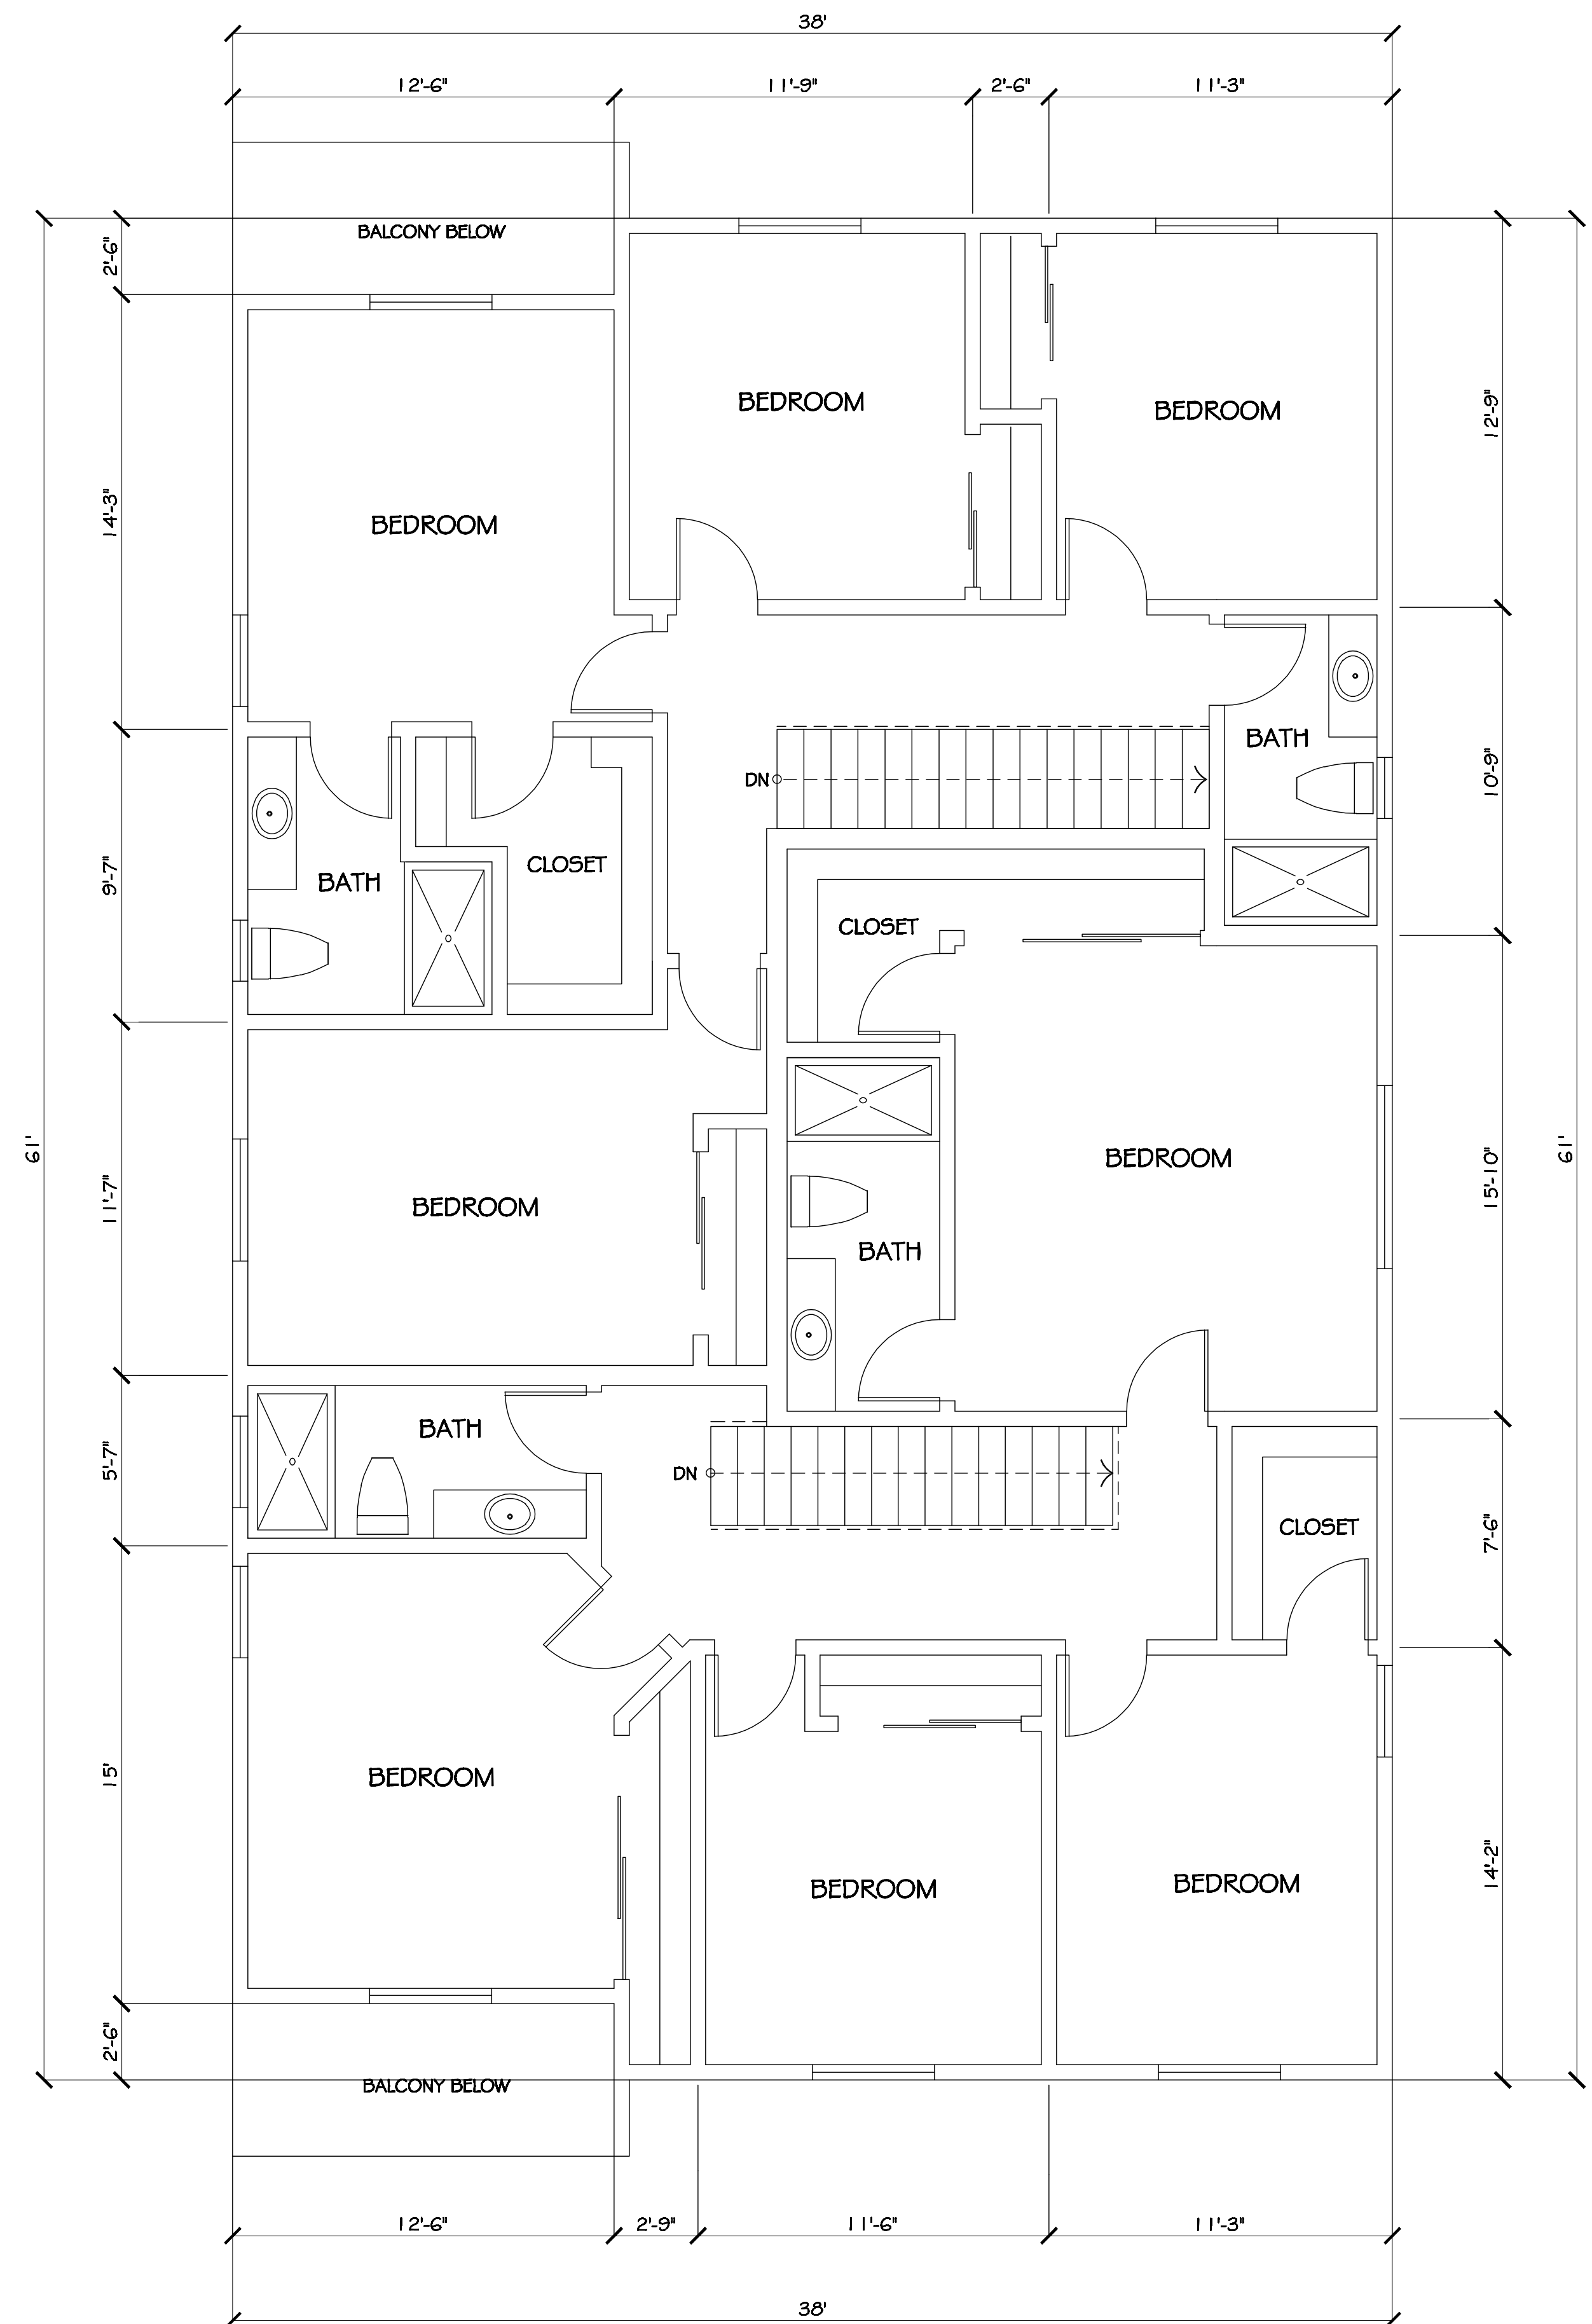 38'
12'-6"
11'-9"
2'-6"
11'-3"
BALCONY BELOW
2'-6"
BEDROOM
BEDROOM
12'-9"
14'-3"
BEDROOM
BATH
DN
10'-9"
CLOSET
9'-7"
BATH
CLOSET
61'
61'
BEDROOM
15'-10"
11'-7"
BEDROOM
BATH
BATH
5'-7"
DN
CLOSET
7'-6"
15'
BEDROOM
BEDROOM
BEDROOM
14'-2"
2'-6"
BALCONY BELOW
12'-6"
2'-9"
11'-6"
11'-3"
38'